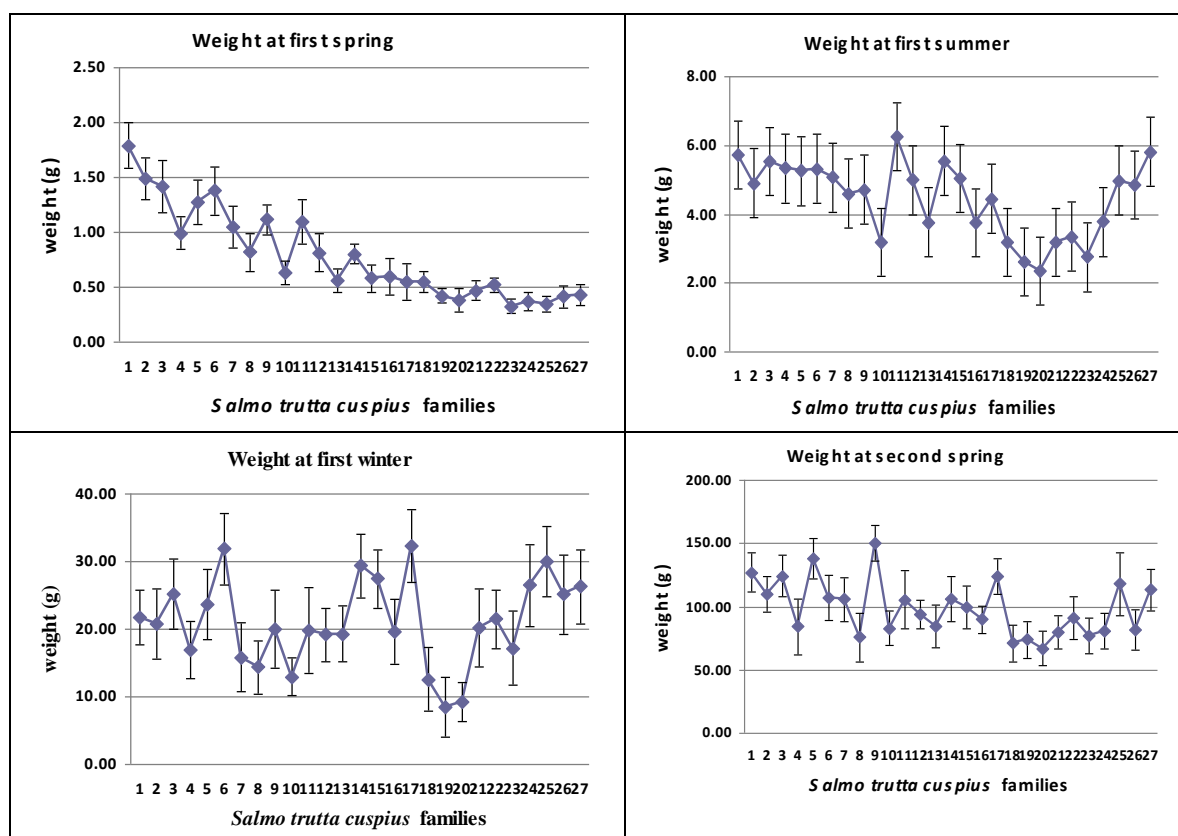 Weight at first spring
2.50
2.00
1.50
1.00
0.50
0.00
weight (g)
1 2 3 4 5 6 7 8 9 10 11 12 13 14 15 16 17 18 19 20 21 22 23 24 25 26 27
Salmo trutta cuspius families
Weight at first summer
8.00
6.00
4.00
2.00
0.00
weight (g)
1 2 3 4 5 6 7 8 9 10 11 12 13 14 15 16 17 18 19 20 21 22 23 24 25 26 27
Salmo trutta cuspius families
Weight at first winter
40.00
30.00
20.00
10.00
0.00
weight (g)
1 2 3 4 5 6 7 8 9 10 11 12 13 14 15 16 17 18 19 20 21 22 23 24 25 26 27
Salmo trutta cuspius families
Weight at second spring
200.00
150.00
100.00
50.00
0.00
weight (g)
1 2 3 4 5 6 7 8 9 10 11 12 13 14 15 16 17 18 19 20 21 22 23 24 25 26 27
Salmo trutta cuspius families